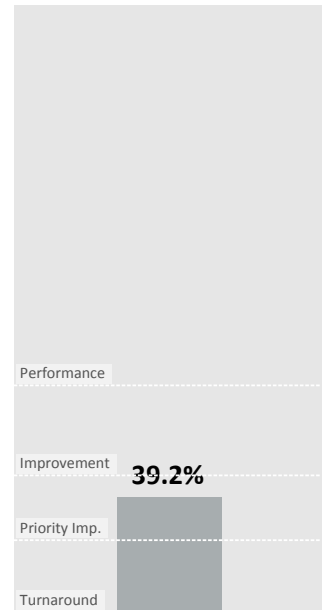 Performance
Improvement
39.2%
Priority Imp.
Turnaround